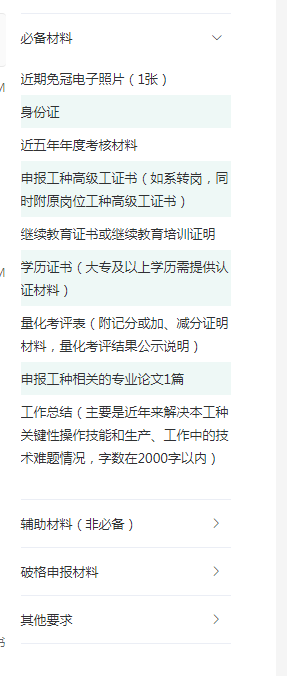 必备材料
近期免冠电子照片（1张）
身份证
近五年年度考核材料
申报工种高级工证书（如系转岗，同
时附原岗位工种高级工证书）
继续教育证书或继续教育培训证明
学历证书（大专及以上学历需提供认
证材料）
量化考评表（附记分或加、减分证明
材料，量化考评结果公示说明）
申报工种相关的专业论文1篇
工作总结（主要是近年来解决本工种
关键性操作技能和生产、工作中的技
术难题情况，字数在2000字以内）
辅助材料（非必备）
破格申报材料
其他要求